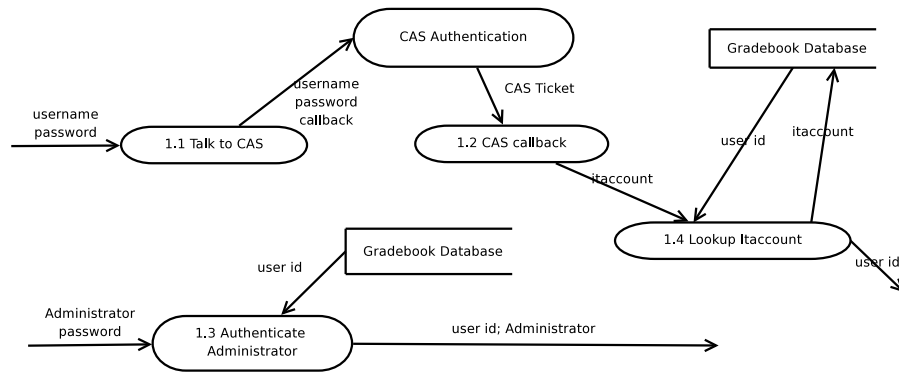 CAS Authentication
Gradebook Database
username
password
callback
CAS Ticket
username
password
1.1 Talk to CAS
1.2 CAS callback
user id
itaccount
itaccount
1.4 Lookup Itaccount
user id
Gradebook Database
user id
Administrator
password
1.3 Authenticate
Administrator
user id; Administrator